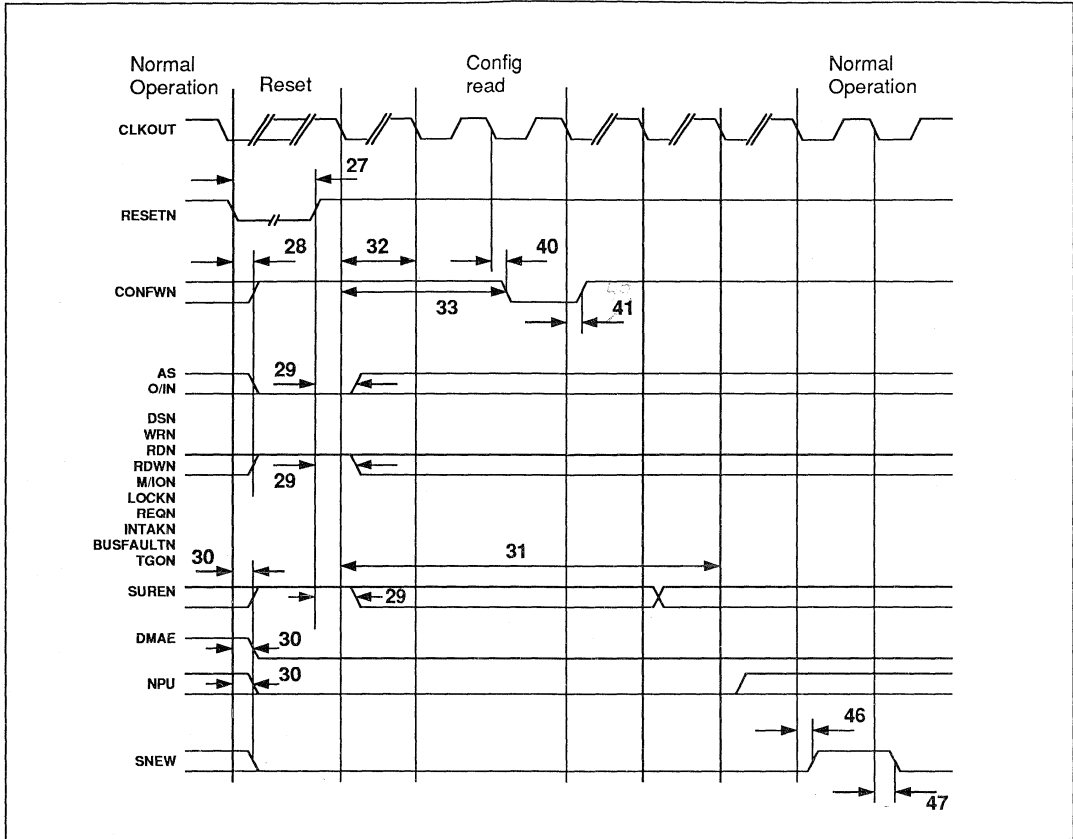 Normal
Operation
Reset
Config
read
Normal
Operation
CLKOUT
27
RESETN
28
32
40
CONFWN
33
41
AS
O/IN
29
DSN
WRN
RDN
RDWN
M/ION
LOCKN
REQN
INTAKN
BUSFAULTN
TGON
29
30
31
SUREN
29
DMAE
30
NPU
30
46
SNEW
47